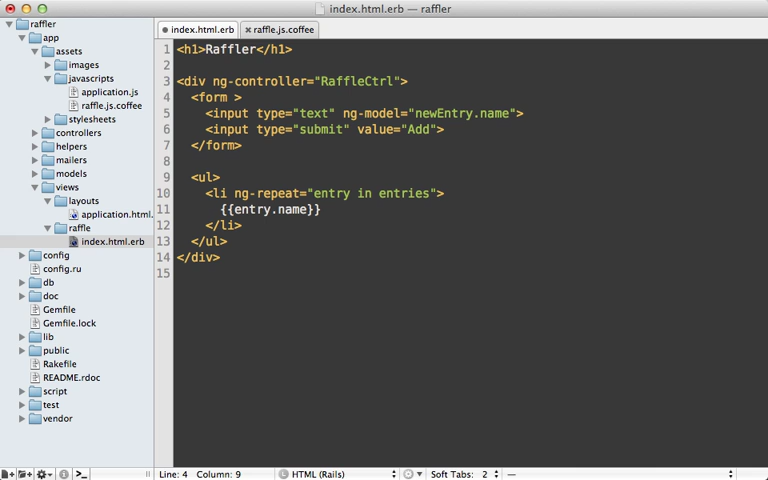 index.html.erb — raffler
raffler
app
assets
images
javascripts
application.js
raffle.js.coffee
stylesheets
controllers
helpers
mailers
models
views
layouts
application.html.
raffle
index.html.erb
config
config.ru
db
doc
Gemfile
Gemfile.lock
lib
public
Rakefile
README.rdoc
script
test
vendor
index.html.erb
raffle.js.coffee
1 <h1>Raffler</h1>
2
3 <div ng-controller="RaffleCtrl">
4   <form >
5     <input type="text" ng-model="newEntry.name">
6     <input type="submit" value="Add">
7   </form>
8
9   <ul>
10     <li ng-repeat="entry in entries">
11       {{entry.name}}
12     </li>
13   </ul>
14 </div>
15
Line: 4 Column: 9 L HTML (Rails) Soft Tabs: 2 —